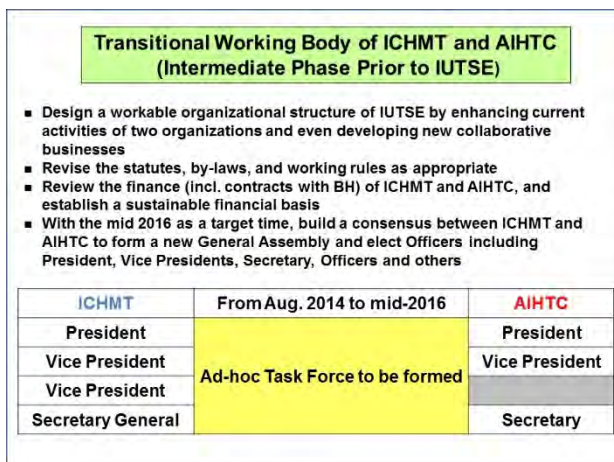 Transitional Working Body of ICHMT and AIHTC
(Intermediate Phase Prior to IUTSE)
▪ Design a workable organizational structure of IUTSE by enhancing current
activities of two organizations and even developing new collaborative
businesses
▪ Revise the statutes, by-laws, and working rules as appropriate
▪ Review the finance (incl. contracts with BH) of ICHMT and AIHTC, and
establish a sustainable financial basis
▪ With the mid 2016 as a target time, build a consensus between ICHMT and
AIHTC to form a new General Assembly and elect Officers including
President, Vice Presidents, Secretary, Officers and others
ICHMT From Aug. 2014 to mid-2016 AIHTC
President President
Vice President Vice President
Ad-hoc Task Force to be formed
Vice President
Secretary General Secretary